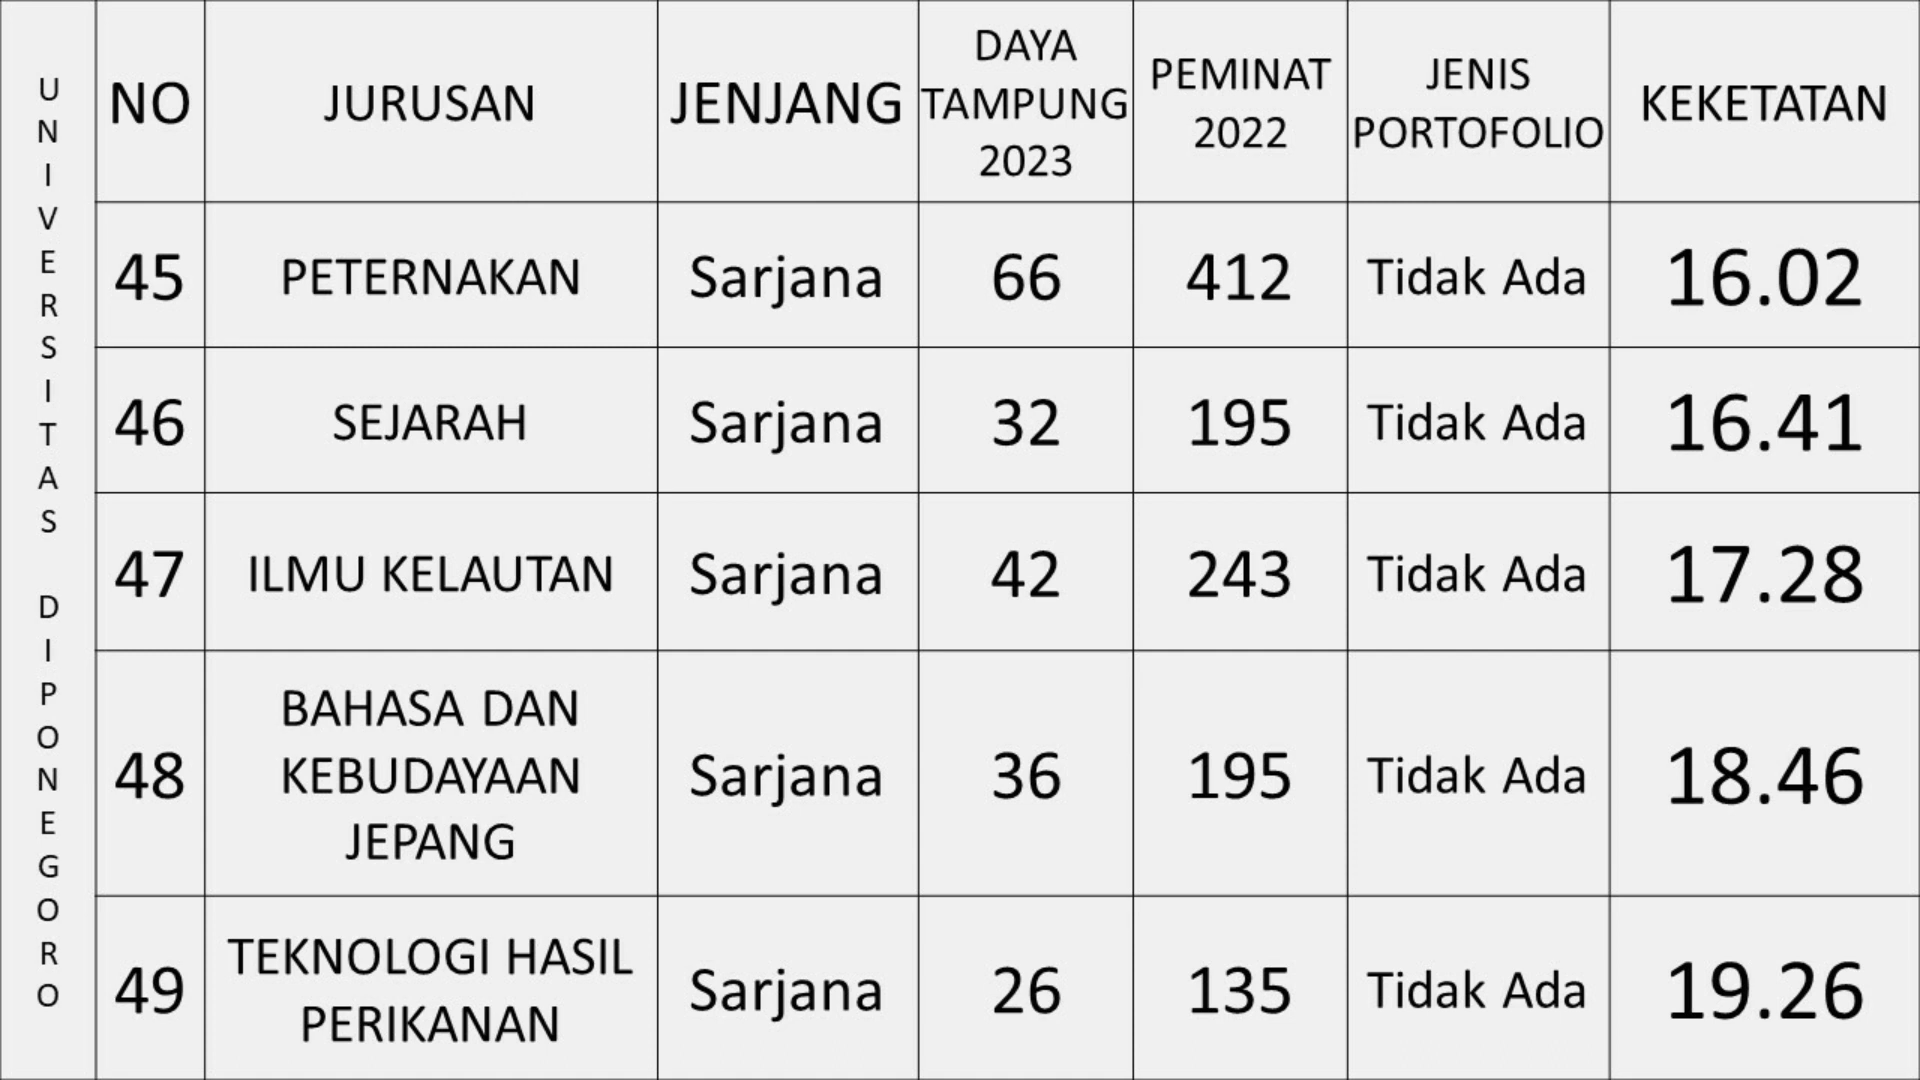 UNIVERSITAS DIPONEGORO
NO
JURUSAN
JENJANG
DAYA
TAMPUNG
2023
PEMINAT
2022
JENIS
PORTOFOLIO
KEKETATAN
45
PETERNAKAN
Sarjana
66
412
Tidak Ada
16.02
46
SEJARAH
Sarjana
32
195
Tidak Ada
16.41
47
ILMU KELAUTAN
Sarjana
42
243
Tidak Ada
17.28
48
BAHASA DAN
KEBUDAYAAN
JEPANG
Sarjana
36
195
Tidak Ada
18.46
49
TEKNOLOGI HASIL
PERIKANAN
Sarjana
26
135
Tidak Ada
19.26